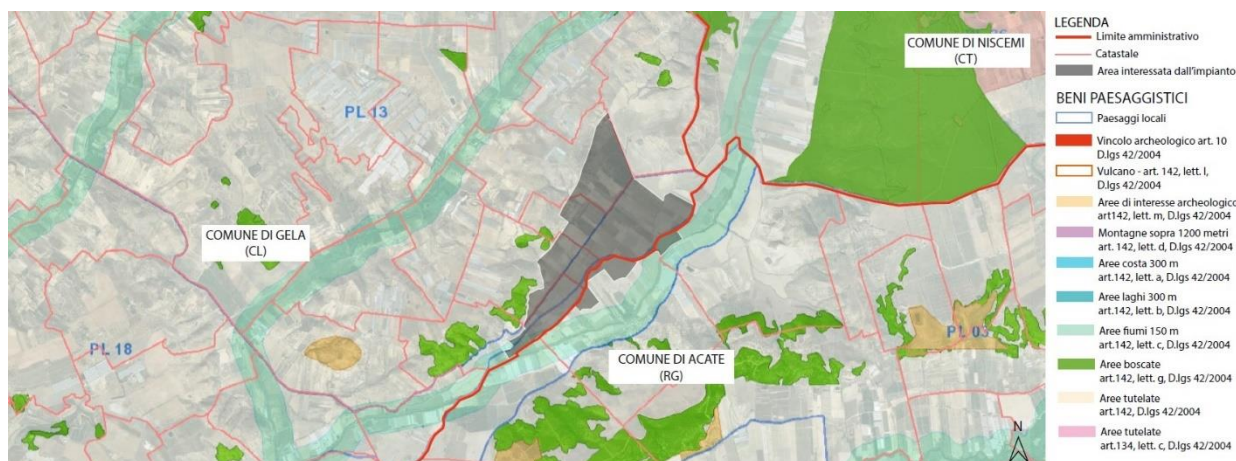 COMUNE DI NISCEMI
(CT)
PL 13
COMUNE DI GELA
(CL)
PL 18
COMUNE DI ACATE
(RG)
PL 03
N
LEGENDA
Limite amministrativo
Catastale
Area interessata dall'impianto
BENI PAESAGGISTICI
Paesaggi locali
Vincolo archeologico art. 10
D.lgs 42/2004
Vulcano - art. 142, lett. l,
D.lgs 42/2004
Aree di interesse archeologico
art142, lett. m, D.lgs 42/2004
Montagne sopra 1200 metri
art. 142, lett. d, D.lgs 42/2004
Aree costa 300 m
art.142, lett. a, D.lgs 42/2004
Aree laghi 300 m
art.142, lett. b, D.lgs 42/2004
Aree fiumi 150 m
art.142, lett. c, D.lgs 42/2004
Aree boscate
art.142, lett. g, D.lgs 42/2004
Aree tutelate
art.142, D.lgs 42/2004
Aree tutelate
art.134, lett. c, D.lgs 42/2004